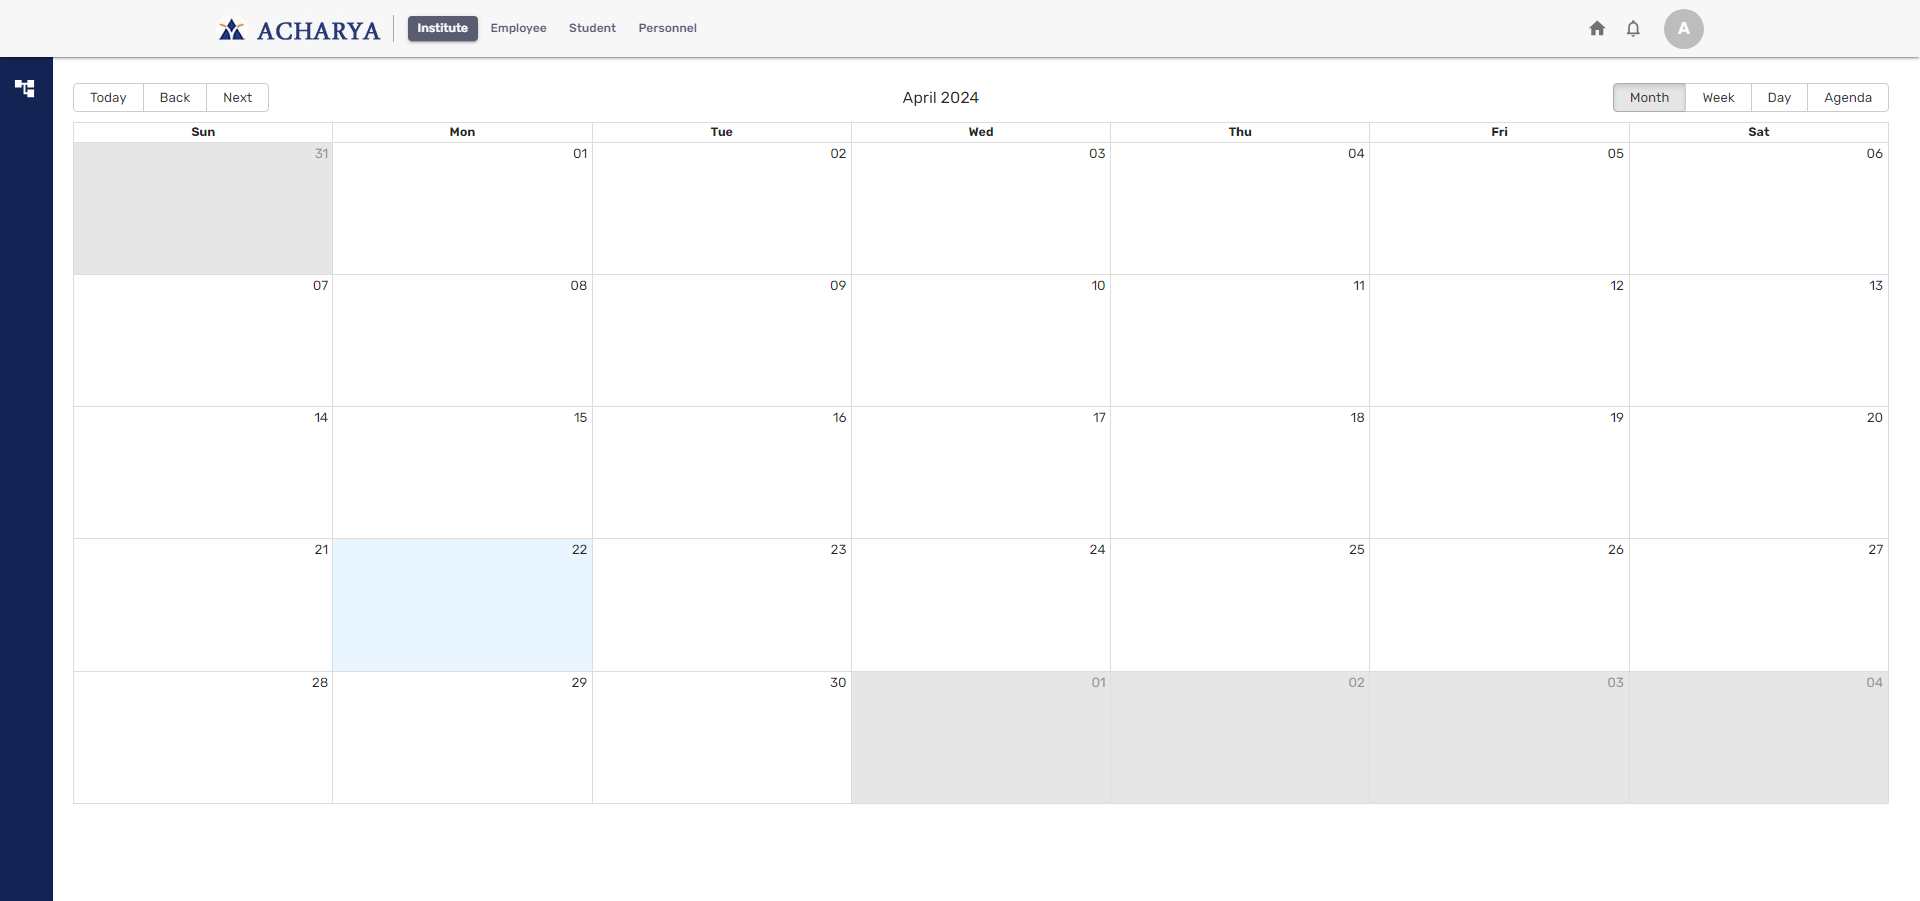 ACHARYA Institute Employee Student Personnel A
Today Back Next April 2024 Month Week Day Agenda
Sun Mon Tue Wed Thu Fri Sat
31 01 02 03 04 05 06
07 08 09 10 11 12 13
14 15 16 17 18 19 20
21 22 23 24 25 26 27
28 29 30 01 02 03 04